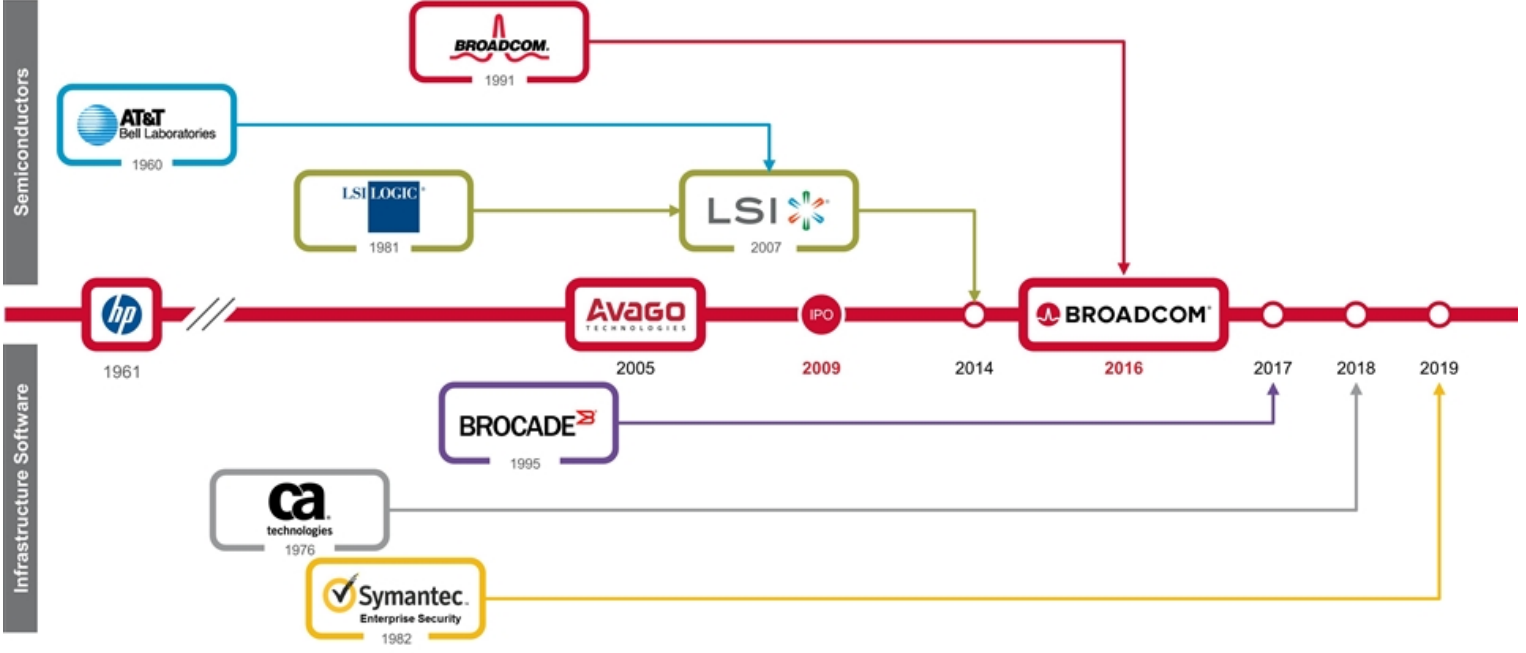 Semiconductors
BROADCOM.
1991
AT&T
Bell Laboratories
1960
LSI LOGIC®
1981
LSI
2007
hp
1961
AVAGO
TECHNOLOGIES
2005
IPO
2009
2014
BROADCOM®
2016
2017
2018
2019
Infrastructure Software
BROCADE
1995
ca.
technologies
1976
Symantec™
Enterprise Security
1982